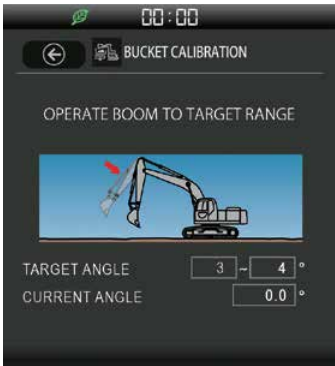 00:00
BUCKET CALIBRATION
OPERATE BOOM TO TARGET RANGE
TARGET ANGLE 3 ~ 4 °
CURRENT ANGLE 0.0 °